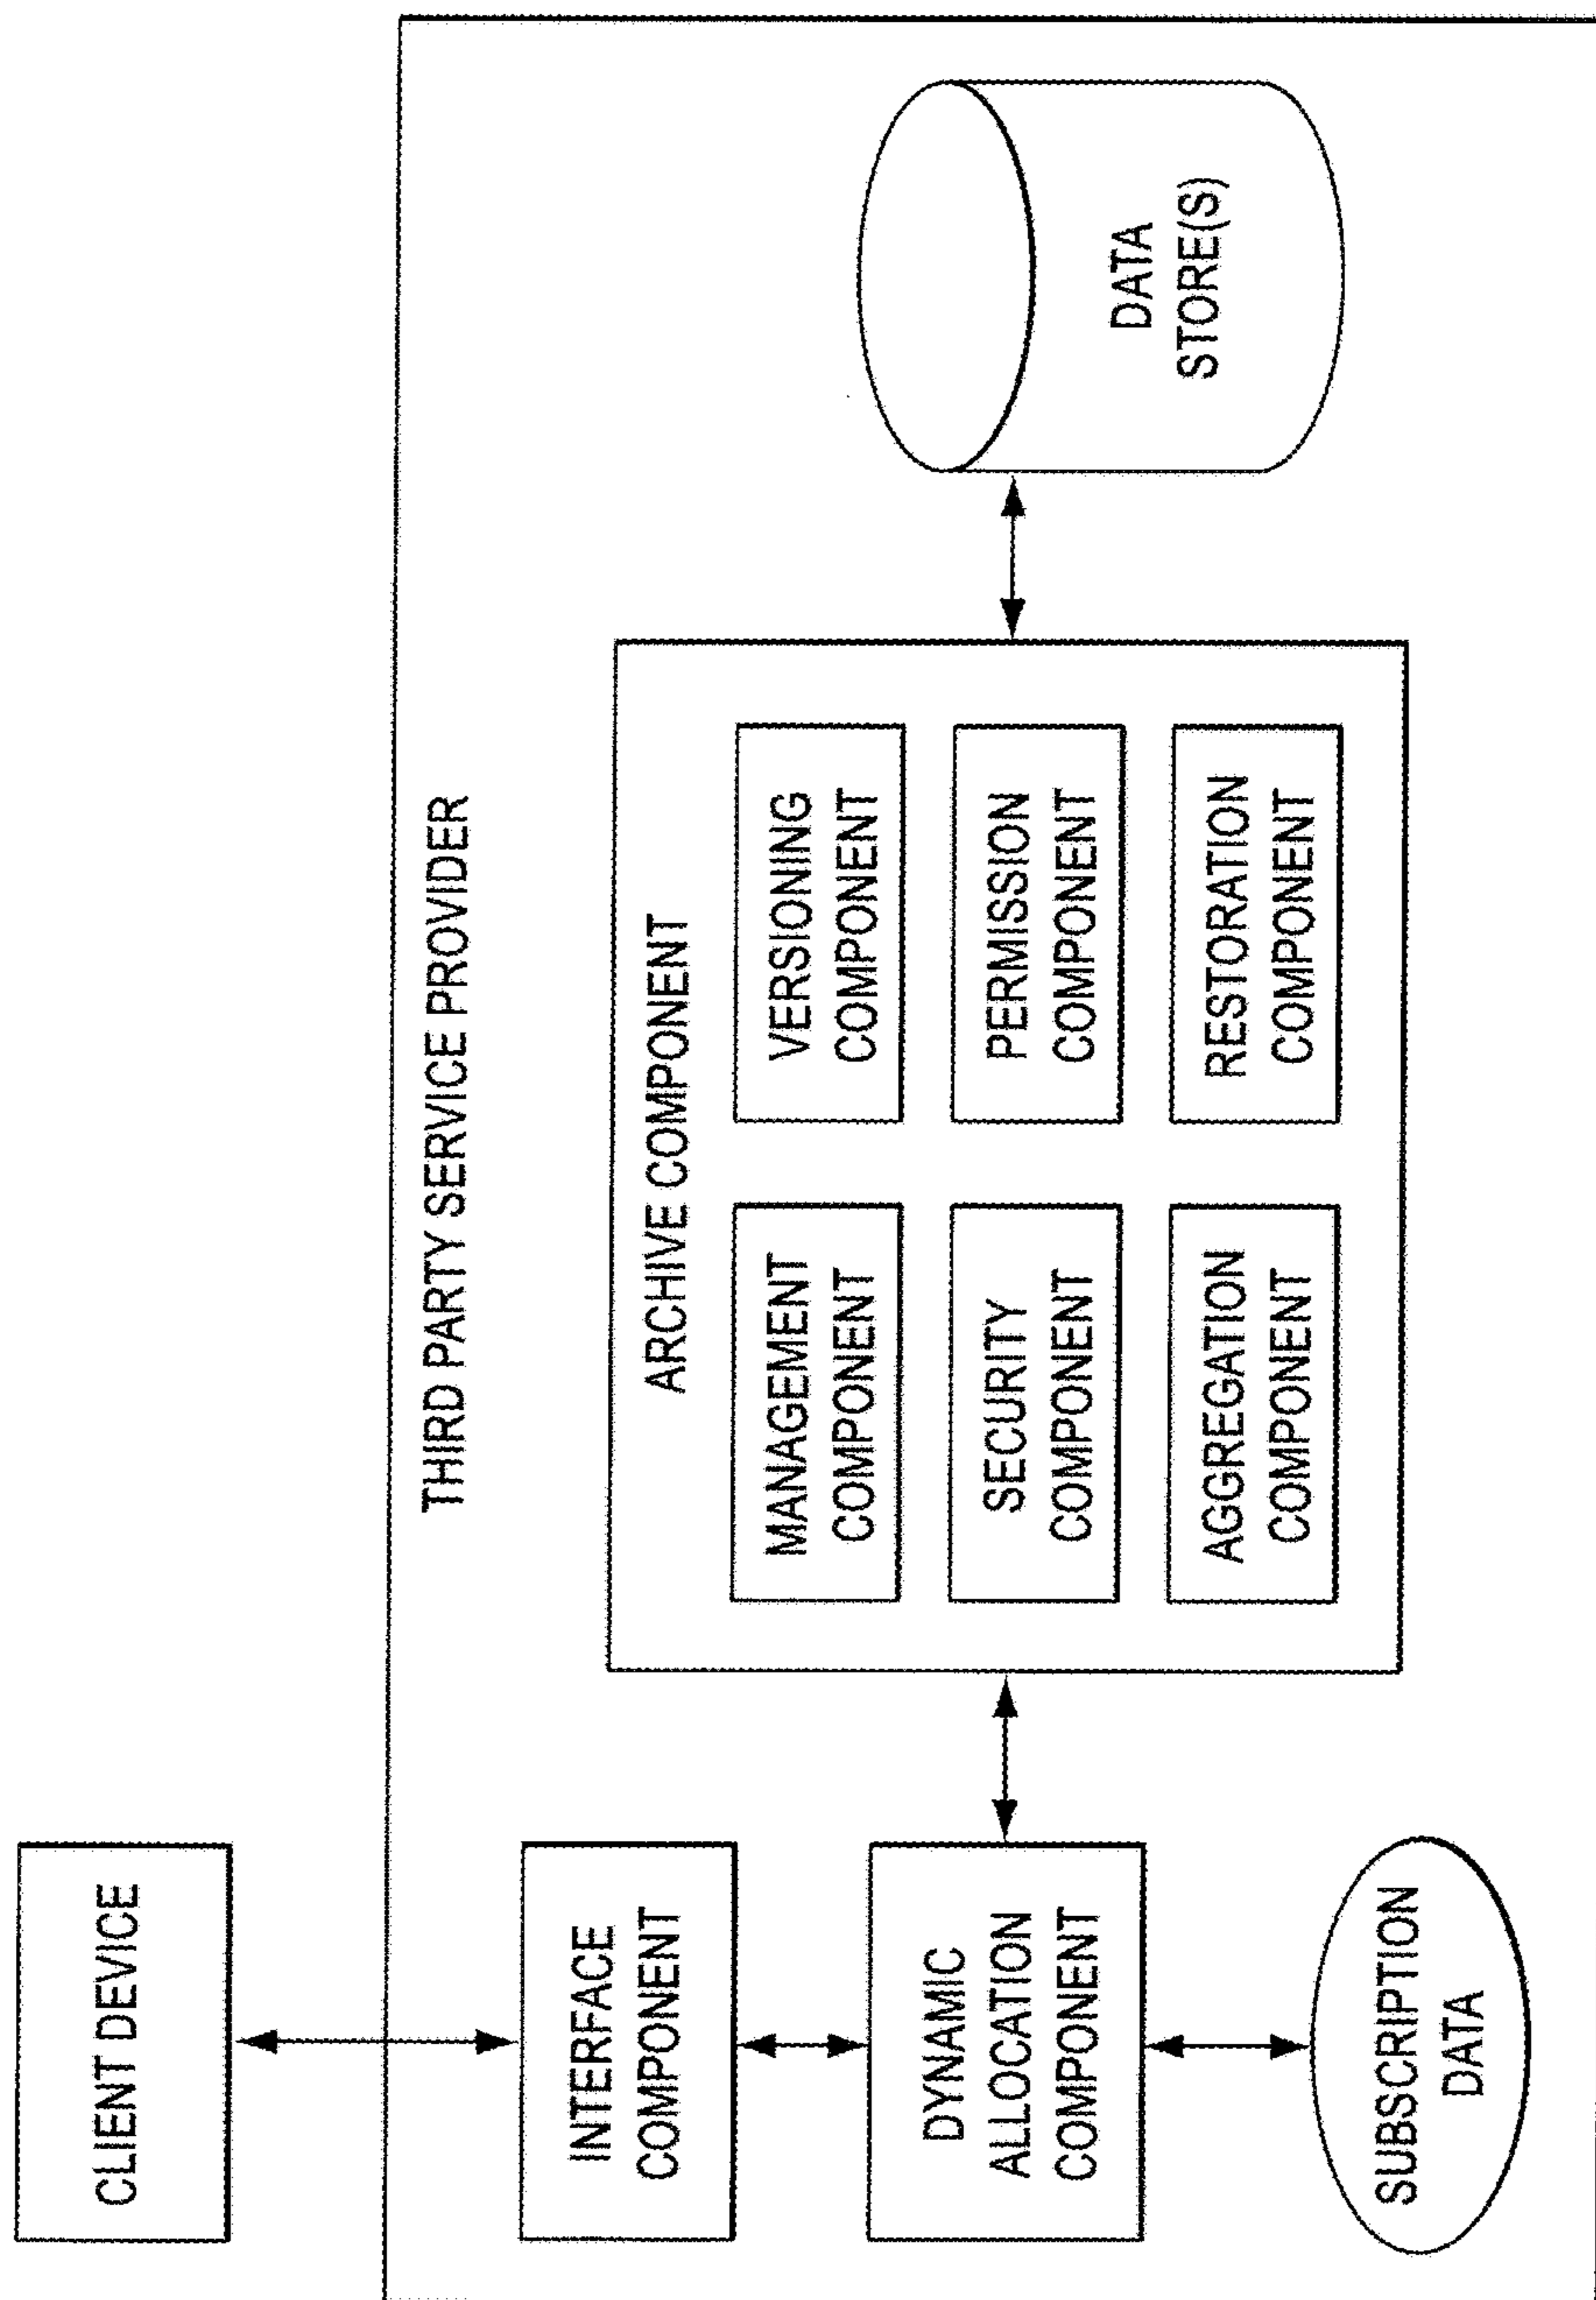 CLIENT DEVICE
THIRD PARTY SERVICE PROVIDER
INTERFACE
COMPONENT
DYNAMIC
ALLOCATION
COMPONENT
SUBSCRIPTION
DATA
ARCHIVE COMPONENT
MANAGEMENT
COMPONENT
VERSIONING
COMPONENT
SECURITY
COMPONENT
PERMISSION
COMPONENT
AGGREGATION
COMPONENT
RESTORATION
COMPONENT
DATA
STORE(S)